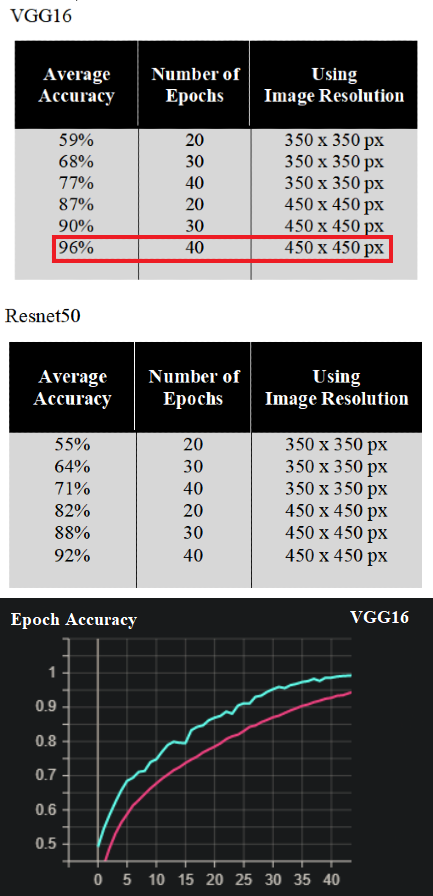 VGG16
Average Accuracy Number of Epochs Using Image Resolution
59% 20 350 x 350 px
68% 30 350 x 350 px
77% 40 350 x 350 px
87% 20 450 x 450 px
90% 30 450 x 450 px
96% 40 450 x 450 px
Resnet50
Average Accuracy Number of Epochs Using Image Resolution
55% 20 350 x 350 px
64% 30 350 x 350 px
71% 40 350 x 350 px
82% 20 450 x 450 px
88% 30 450 x 450 px
92% 40 450 x 450 px
Epoch Accuracy VGG16
1
0.9
0.8
0.7
0.6
0.5
0 5 10 15 20 25 30 35 40